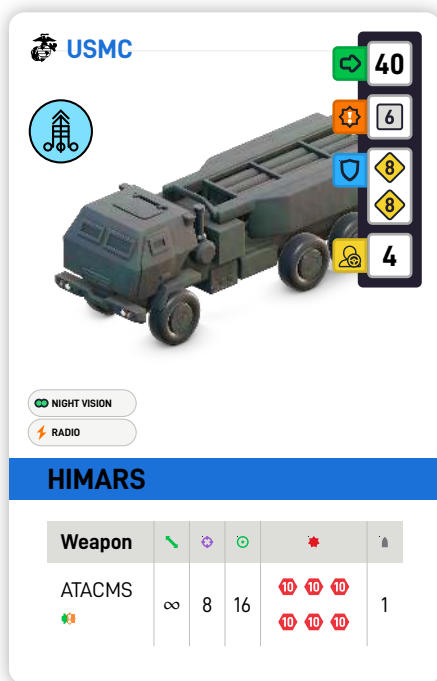 USMC
40
6
8
8
4
NIGHT VISION
RADIO
HIMARS
Weapon
ATACMS ∞ 8 16 10 10 10 1
10 10 10